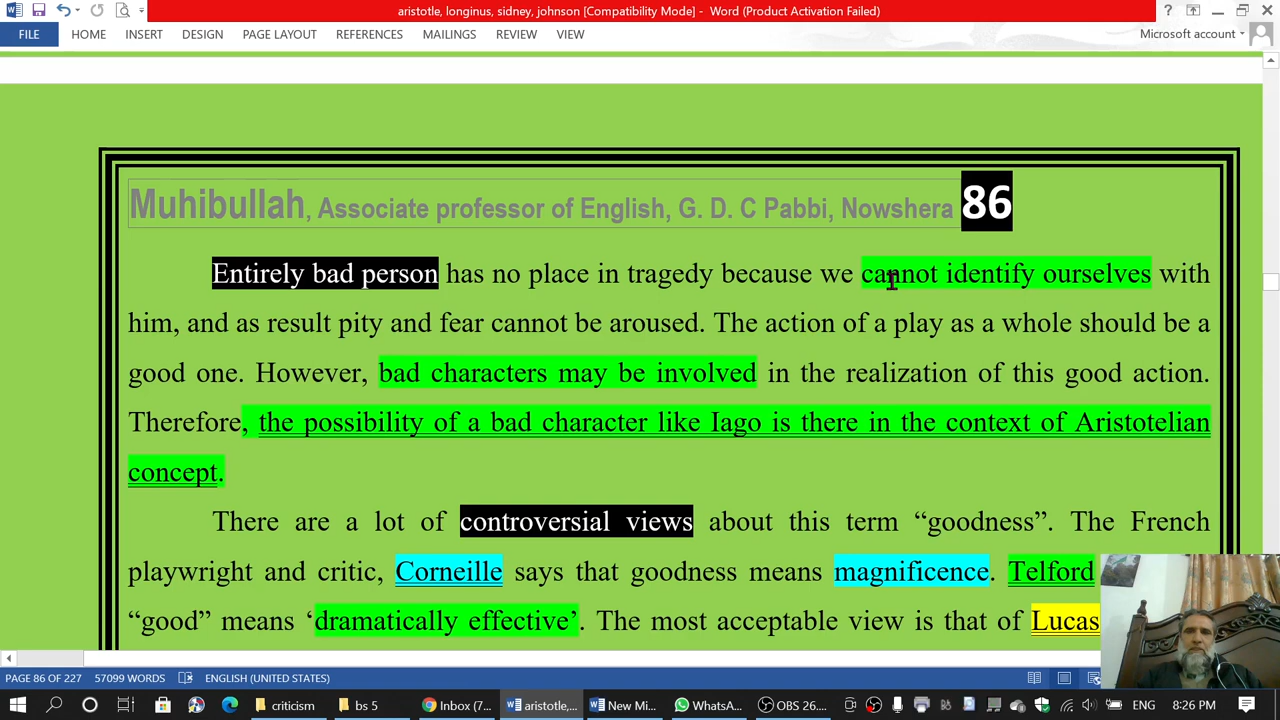 aristotle, longinus, sidney, johnson [Compatibility Mode] - Word (Product Activation Failed)
FILE HOME INSERT DESIGN PAGE LAYOUT REFERENCES MAILINGS REVIEW VIEW Microsoft account
Muhibullah, Associate professor of English, G. D. C Pabbi, Nowshera 86
Entirely bad person has no place in tragedy because we cannot identify ourselves with
him, and as result pity and fear cannot be aroused. The action of a play as a whole should be a
good one. However, bad characters may be involved in the realization of this good action.
Therefore, the possibility of a bad character like Iago is there in the context of Aristotelian
concept.
There are a lot of controversial views about this term “goodness”. The French
playwright and critic, Corneille says that goodness means magnificence. Telford
“good” means ‘dramatically effective’. The most acceptable view is that of Lucas
PAGE 86 OF 227 57099 WORDS ENGLISH (UNITED STATES)
criticism bs 5 Inbox (7... aristotle,... New Mi... WhatsA... OBS 26.... ENG 8:26 PM